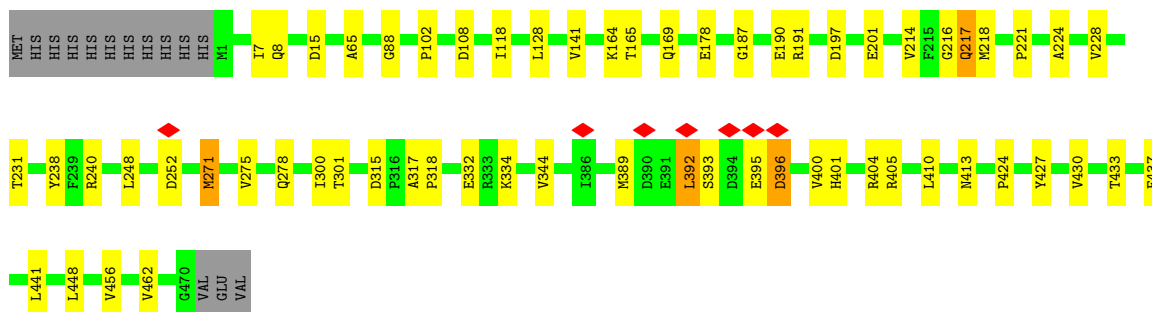 MET HIS HIS HIS HIS HIS HIS HIS HIS HIS M1 I7 Q8 D15 A65 G88 P102 D108 I118 L128 V141 K164 T165 Q169 E178 G187 E190 R191 D197 E201 V214 F215 G216 Q217 M218 P221 A224 V228
T231 Y238 F239 R240 L248 D252 M271 V275 Q278 I300 T301 D315 P316 A317 P318 E332 R333 K334 V344 I386 M389 D390 E391 L392 S393 D394 E395 D396 V400 H401 R404 R405 L410 N413 P424 Y427 V430 T433
L441 L448 V456 V462 G470 VAL GLU VAL